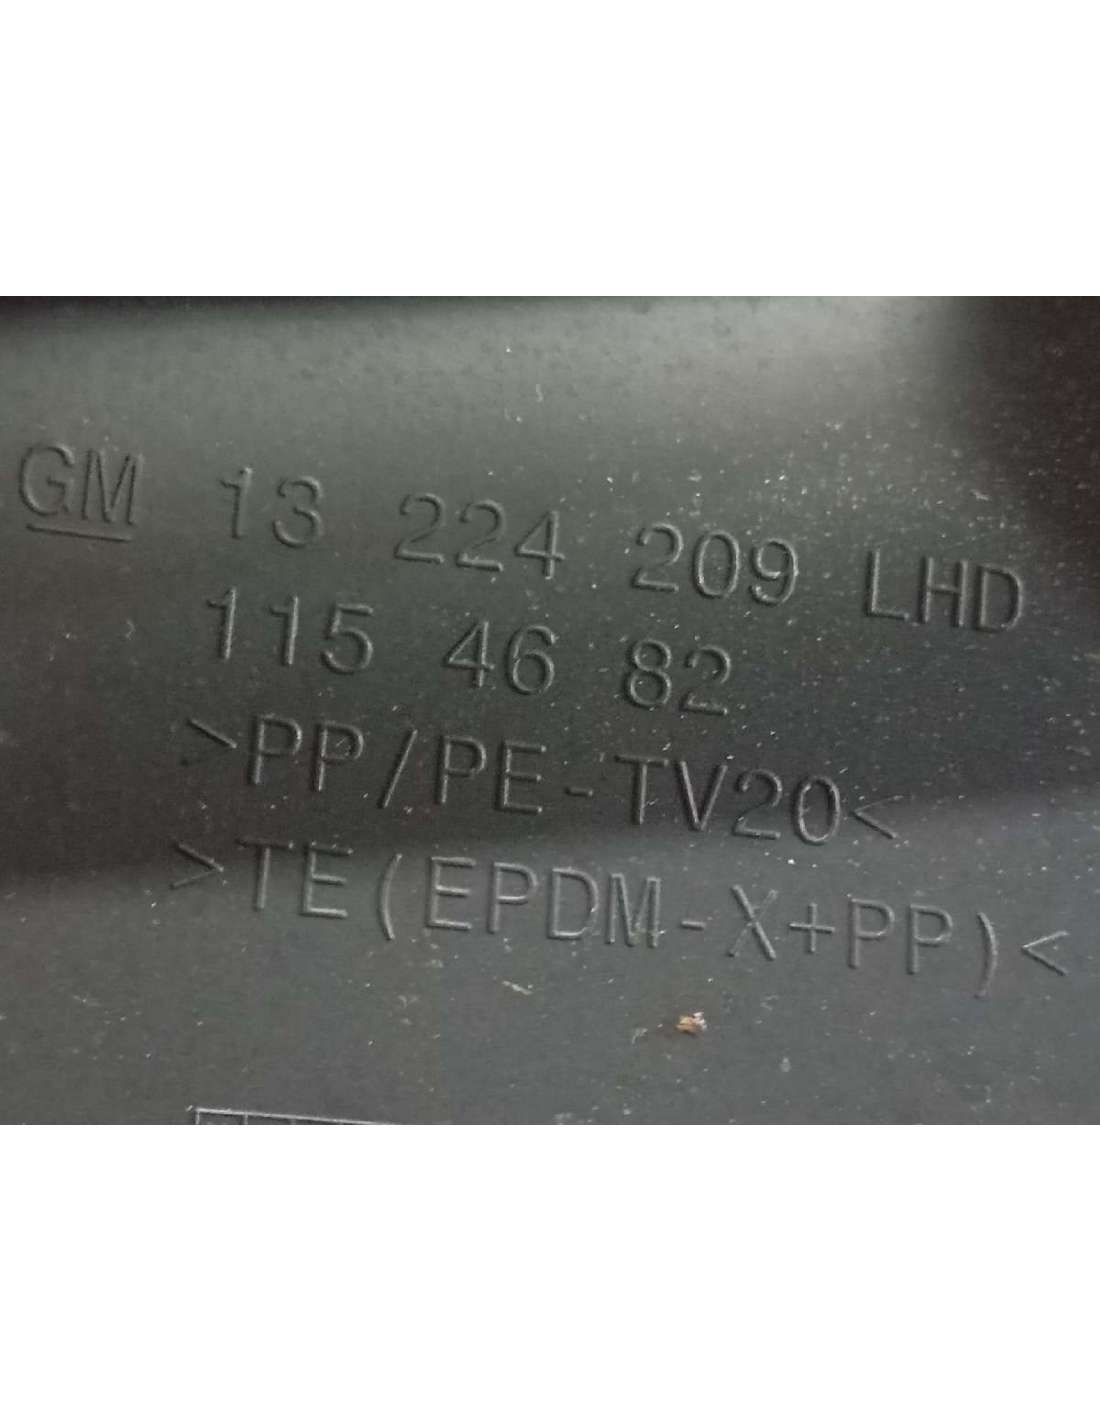 GM 13 224 209 LHD
115 46 82
>PP/PE-TV20<
>TE(EPDM-X+PP)<